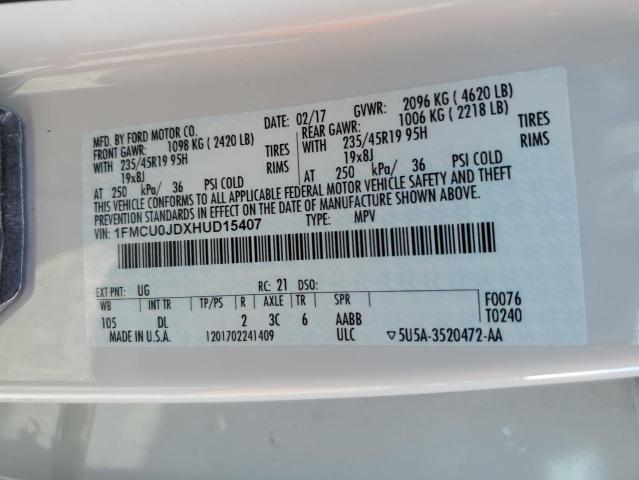 MFD. BY FORD MOTOR CO.
DATE: 02/17 GVWR: 2096 KG ( 4620 LB)
FRONT GAWR: 1098 KG ( 2420 LB)
REAR GAWR: 1006 KG ( 2218 LB)
WITH 235/45R19 95H TIRES
235/45R19 95H TIRES
WITH 19x8J RIMS
19x8J RIMS
AT 250 kPa/ 36 PSI COLD
AT 250 kPa/ 36 PSI COLD
THIS VEHICLE CONFORMS TO ALL APPLICABLE FEDERAL MOTOR VEHICLE SAFETY AND THEFT
PREVENTION STANDARDS IN EFFECT ON THE DATE OF MANUFACTURE SHOWN ABOVE.
VIN: 1FMCU0JDXHUD15407 TYPE: MPV
EXT PNT: UG RC: 21 DSO:
WB INT TR TP/PS R AXLE TR SPR F0076
105 DL 2 3C 6 AABB T0240
MADE IN U.S.A. 1201702241409 ULC ▽5U5A-3520472-AA